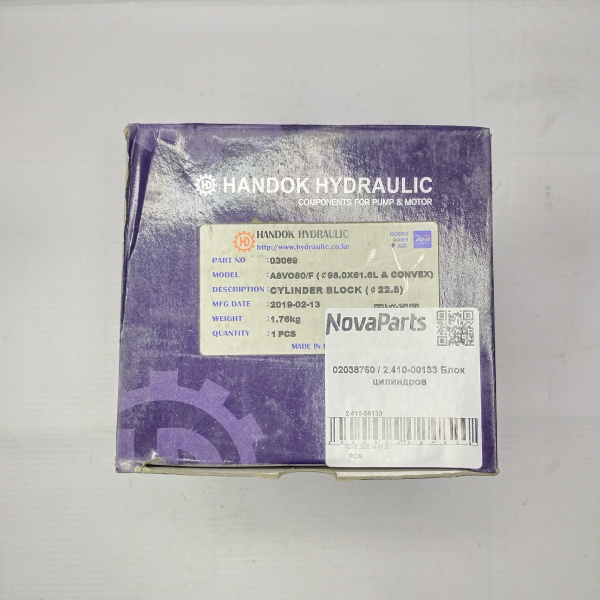 HANDOK HYDRAULIC
COMPONENTS FOR PUMP & MOTOR
HANDOK HYDRAULIC
http://www.hydraulic.co.kr
PART NO : 03069
MODEL : A8VO80/F (¢98.0X61.6L & CONVEX)
DESCRIPTION : CYLINDER BLOCK (¢22.8)
MFG DATE : 2019-02-13
WEIGHT : 1.76kg
QUANTITY : 1 PCS
MADE IN
NovaParts
02038760 / 2.410-00133 Блок
цилиндров
2.410-00133
PCS